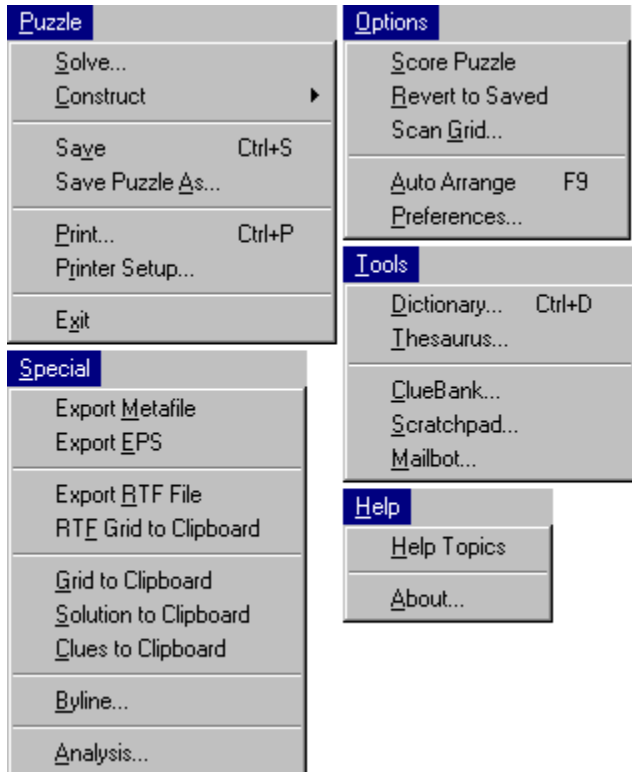 Puzzle
Solve...
Construct
Save Ctrl+S
Save Puzzle As...
Print... Ctrl+P
Printer Setup...
Exit
Special
Export Metafile
Export EPS
Export RTF File
RTF Grid to Clipboard
Grid to Clipboard
Solution to Clipboard
Clues to Clipboard
Byline...
Analysis...
Options
Score Puzzle
Revert to Saved
Scan Grid...
Auto Arrange F9
Preferences...
Tools
Dictionary... Ctrl+D
Thesaurus...
ClueBank...
Scratchpad...
Mailbot...
Help
Help Topics
About...